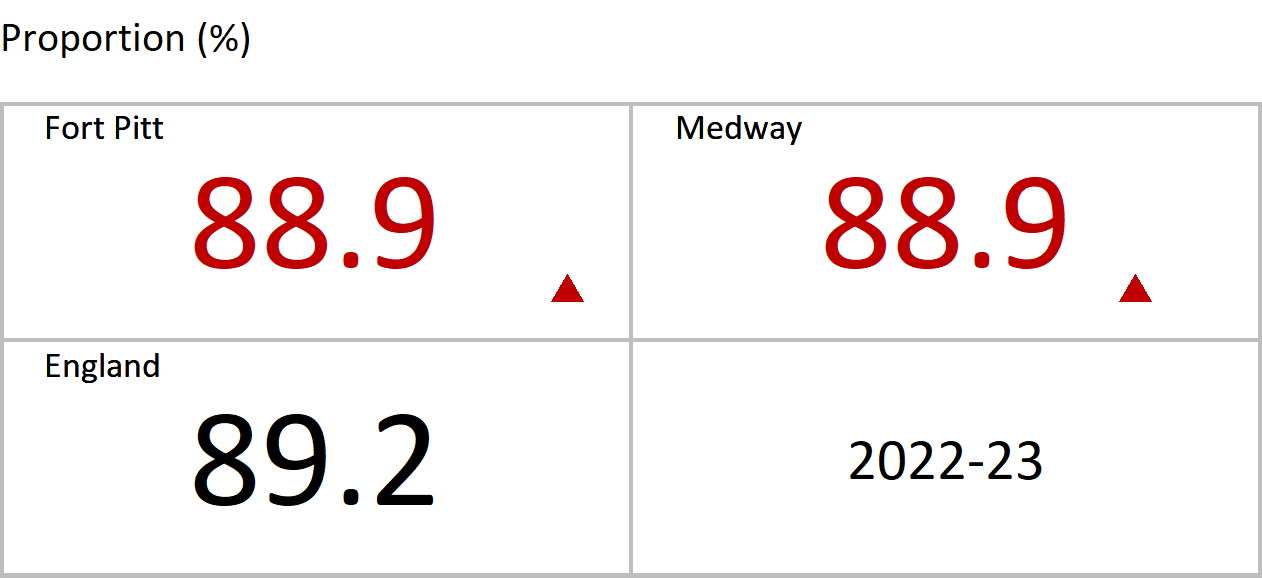 Proportion (%)
Fort Pitt
88.9
Medway
88.9
England
89.2
2022-23